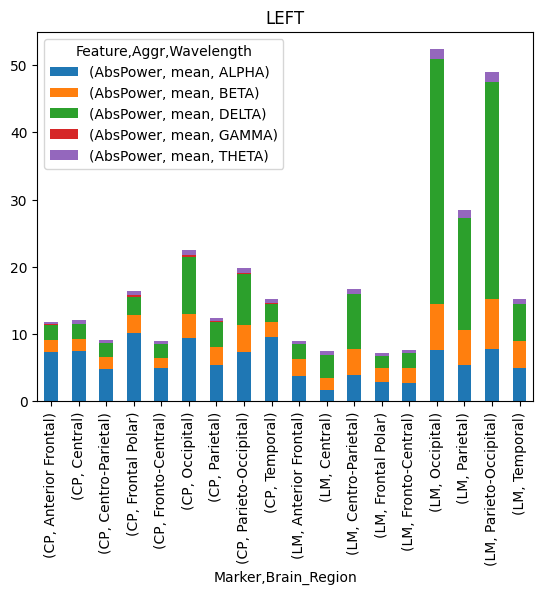 LEFT
Feature,Aggr,Wavelength
(AbsPower, mean, ALPHA)
(AbsPower, mean, BETA)
(AbsPower, mean, DELTA)
(AbsPower, mean, GAMMA)
(AbsPower, mean, THETA)
50
40
30
20
10
0
(CP, Anterior Frontal)
(CP, Central)
(CP, Centro-Parietal)
(CP, Frontal Polar)
(CP, Fronto-Central)
(CP, Occipital)
(CP, Parietal)
(CP, Parieto-Occipital)
(CP, Temporal)
(LM, Anterior Frontal)
(LM, Central)
(LM, Centro-Parietal)
(LM, Frontal Polar)
(LM, Fronto-Central)
(LM, Occipital)
(LM, Parietal)
(LM, Parieto-Occipital)
(LM, Temporal)
Marker,Brain_Region